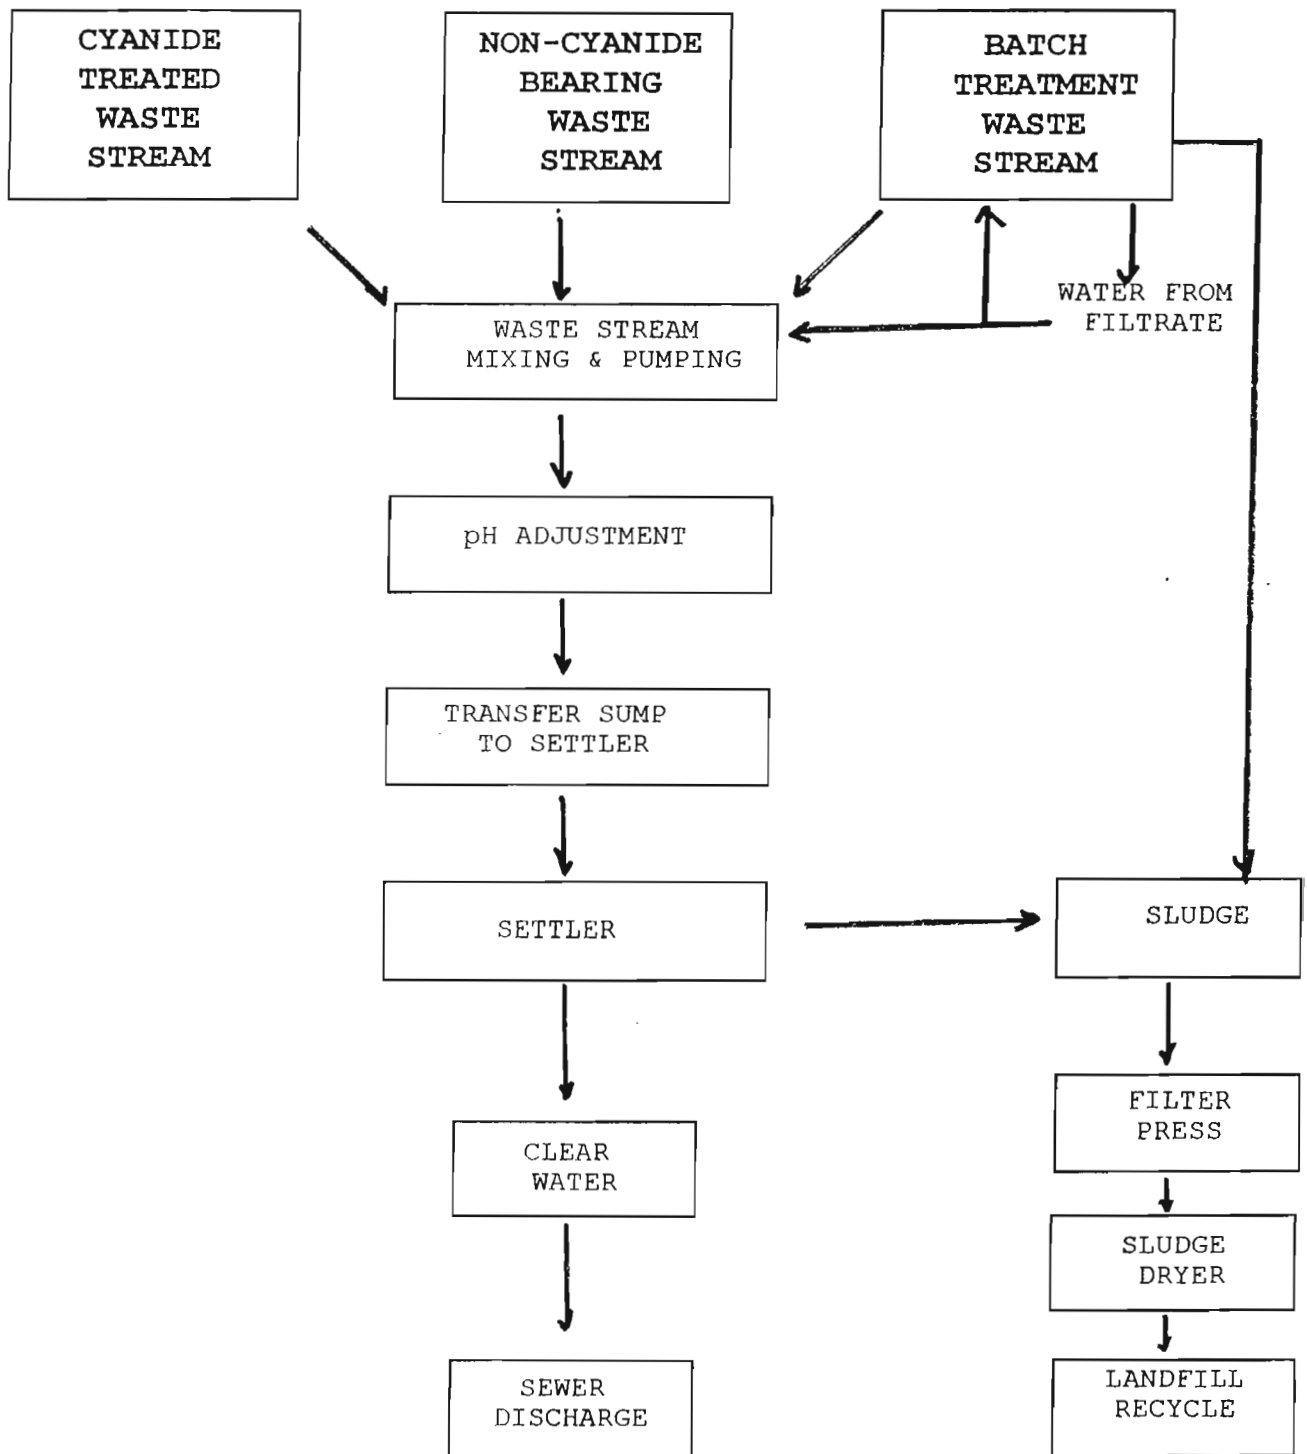 CYANIDE
TREATED
WASTE
STREAM
NON-CYANIDE
BEARING
WASTE
STREAM
BATCH
TREATMENT
WASTE
STREAM
WATER FROM
FILTRATE
WASTE STREAM
MIXING & PUMPING
pH ADJUSTMENT
TRANSFER SUMP
TO SETTLER
SETTLER
SLUDGE
FILTER
PRESS
CLEAR
WATER
SLUDGE
DRYER
SEWER
DISCHARGE
LANDFILL
RECYCLE